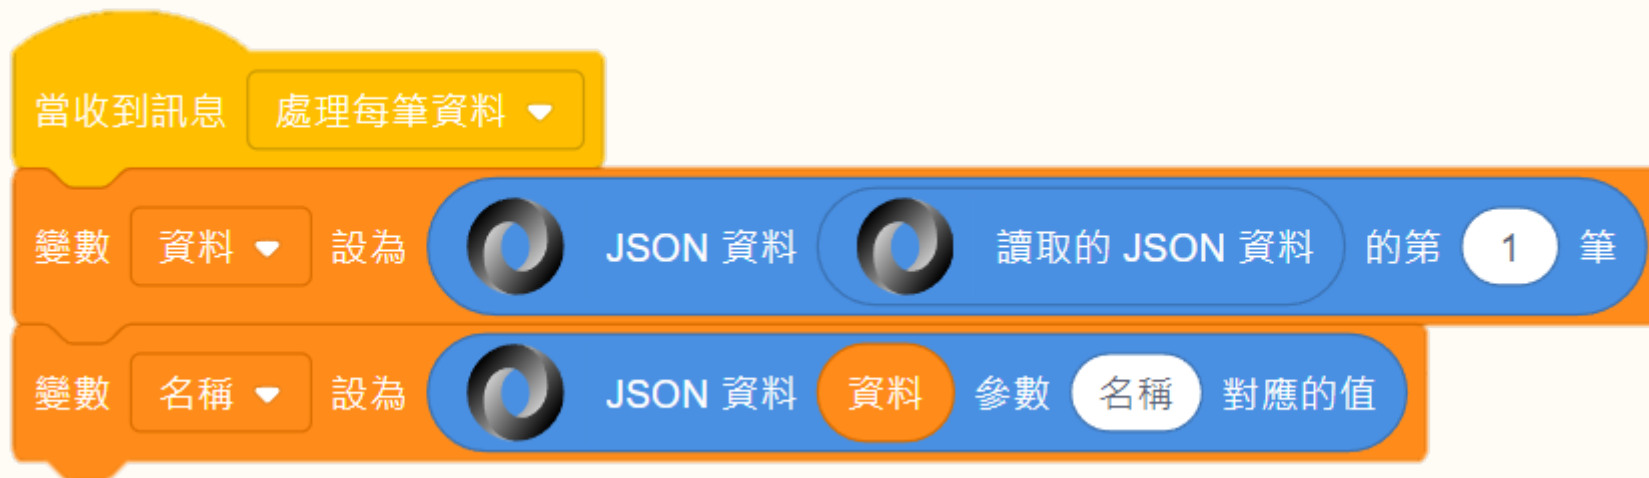 當收到訊息 處理每筆資料
變數 資料 設為 JSON 資料 讀取的 JSON 資料 的第 1 筆
變數 名稱 設為 JSON 資料 資料 參數 名稱 對應的值